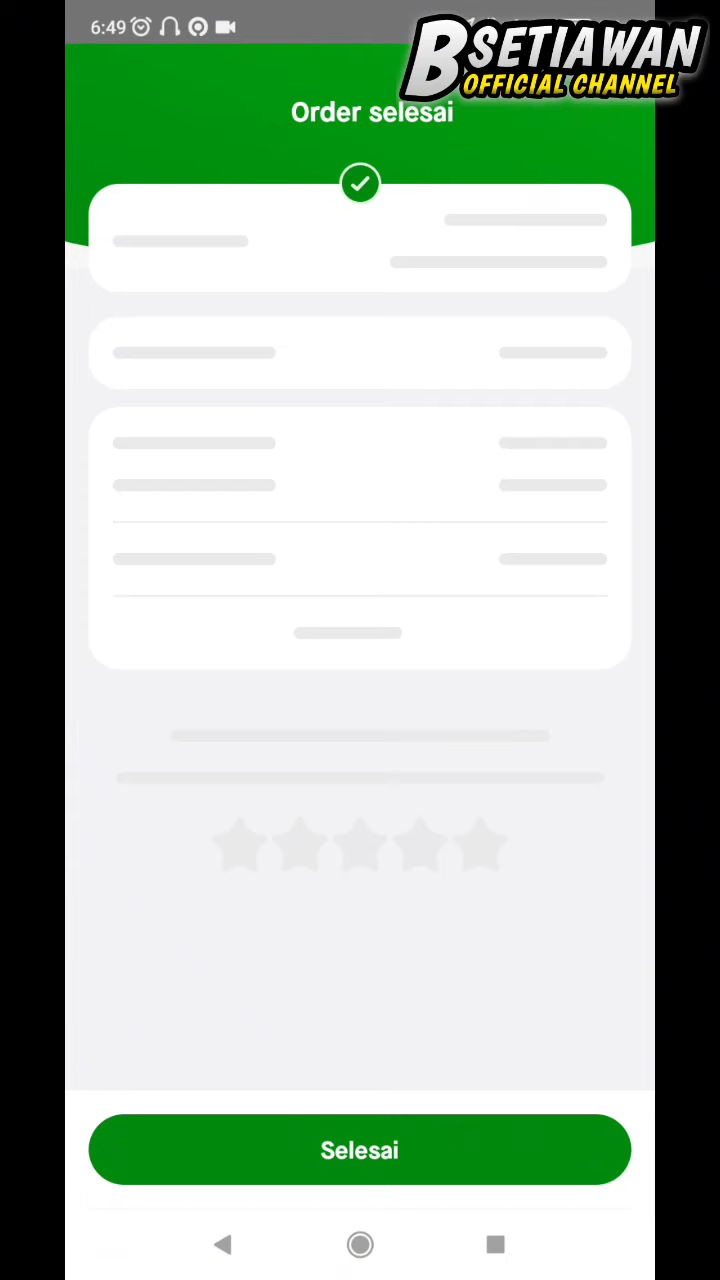 6:49
BSETIAWAN
OFFICIAL CHANNEL
Order selesai
Selesai